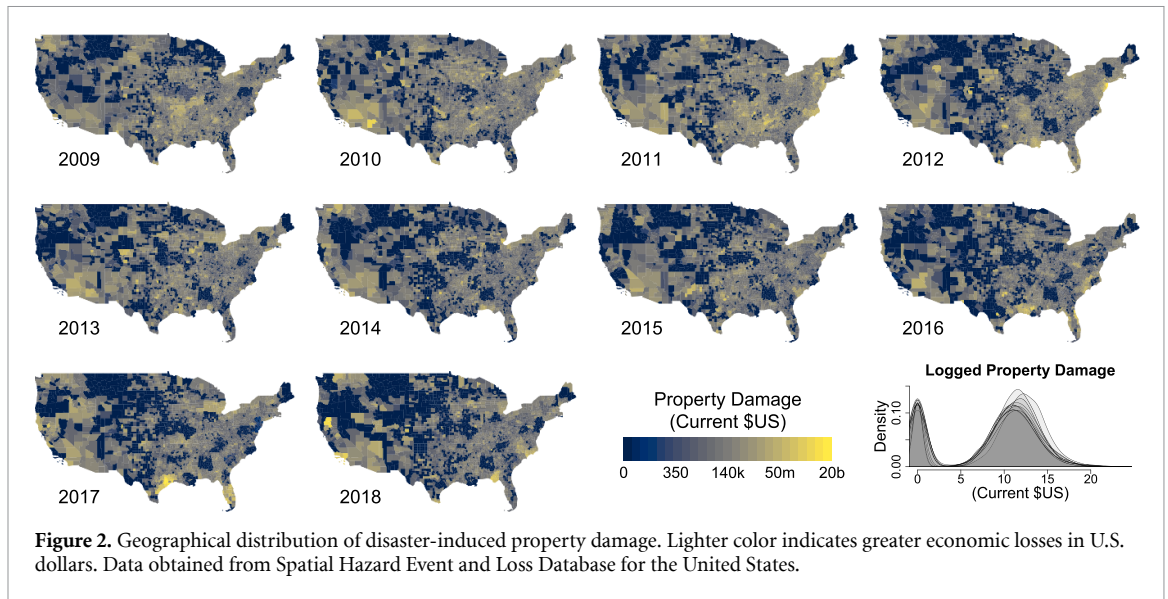 2009
2010
2011
2012
2013
2014
2015
2016
2017
2018
Property Damage
(Current $US)
0 350 140k 50m 20b
Logged Property Damage
Density
0.00 0.10
0 5 10 15 20
(Current $US)
Figure 2. Geographical distribution of disaster-induced property damage. Lighter color indicates greater economic losses in U.S.
dollars. Data obtained from Spatial Hazard Event and Loss Database for the United States.